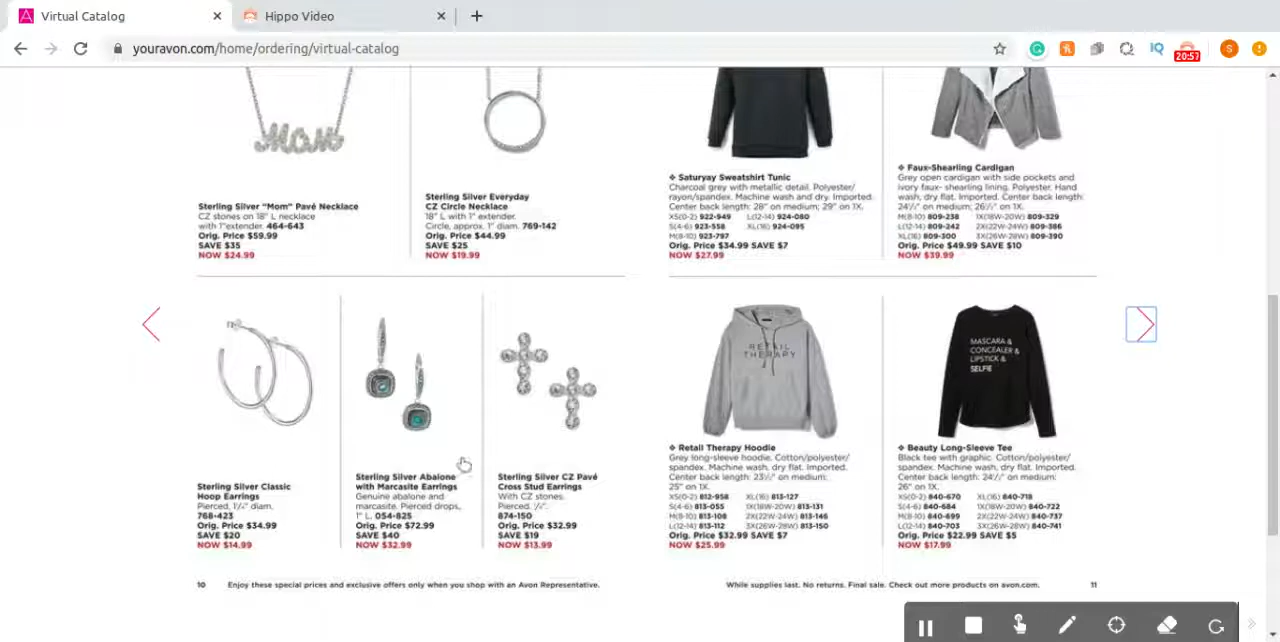 Virtual Catalog
Hippo Video
youravon.com/home/ordering/virtual-catalog
20:57
S
Mom
Sterling Silver "Mom" Pavé Necklace
CZ stones on 18" L necklace
with 1"extender. 464-643
Orig. Price $59.99
SAVE $35
NOW $24.99
Sterling Silver Everyday
CZ Circle Necklace
18" L with 1" extender.
Circle, approx. 1" diam. 769-142
Orig. Price $44.99
SAVE $25
NOW $19.99
❖ Saturyay Sweatshirt Tunic
Charcoal grey with metallic detail. Polyester/
rayon/spandex. Machine wash and dry. Imported.
Center back length: 28" on medium; 29" on 1X.
XS(0-2) 922-949 L(12-14) 924-080
S(4-6) 923-558 XL(16) 924-095
M(8-10) 923-797
Orig. Price $34.99 SAVE $7
NOW $27.99
❖ Faux-Shearling Cardigan
Grey open cardigan with side pockets and
ivory faux- shearling lining. Polyester. Hand
wash, dry flat. Imported. Center back length:
24½" on medium; 26½" on 1X.
M(8-10) 809-238 1X(18W-20W) 809-329
L(12-14) 809-242 2X(22W-24W) 809-386
XL(16) 809-300 3X(26W-28W) 809-390
Orig. Price $49.99 SAVE $10
NOW $39.99
Sterling Silver Classic
Hoop Earrings
Pierced, 1¼" diam.
768-423
Orig. Price $34.99
SAVE $20
NOW $14.99
Sterling Silver Abalone
with Marcasite Earrings
Genuine abalone and
marcasite. Pierced drops,
1" L. 054-825
Orig. Price $72.99
SAVE $40
NOW $32.99
Sterling Silver CZ Pavé
Cross Stud Earrings
With CZ stones.
874-150
Orig. Price $32.99
SAVE $19
NOW $13.99
RETAIL
THERAPY
❖ Retail Therapy Hoodie
Grey long-sleeve hoodie. Cotton/polyester/
spandex. Machine wash, dry flat. Imported.
Center back length: 23½" on medium;
25" on 1X.
XS(0-2) 812-958 XL(16) 813-127
S(4-6) 813-055 1X(18W-20W) 813-131
M(8-10) 813-108 2X(22W-24W) 813-146
L(12-14) 813-112 3X(26W-28W) 813-150
Orig. Price $32.99 SAVE $7
NOW $25.99
MASCARA &
CONCEALER &
LIPSTICK &
SELFIE
❖ Beauty Long-Sleeve Tee
Black tee with graphic. Cotton/polyester/
spandex. Machine wash, dry flat. Imported.
Center back length: 24½" on medium;
26" on 1X.
XS(0-2) 840-670 XL(16) 840-718
S(4-6) 840-684 1X(18W-20W) 840-722
M(8-10) 840-699 2X(22W-24W) 840-737
L(12-14) 840-703 3X(26W-28W) 840-741
Orig. Price $22.99 SAVE $5
NOW $17.99
10 Enjoy these special prices and exclusive offers only when you shop with an Avon Representative.
While supplies last. No returns. Final sale. Check out more products on avon.com. 11